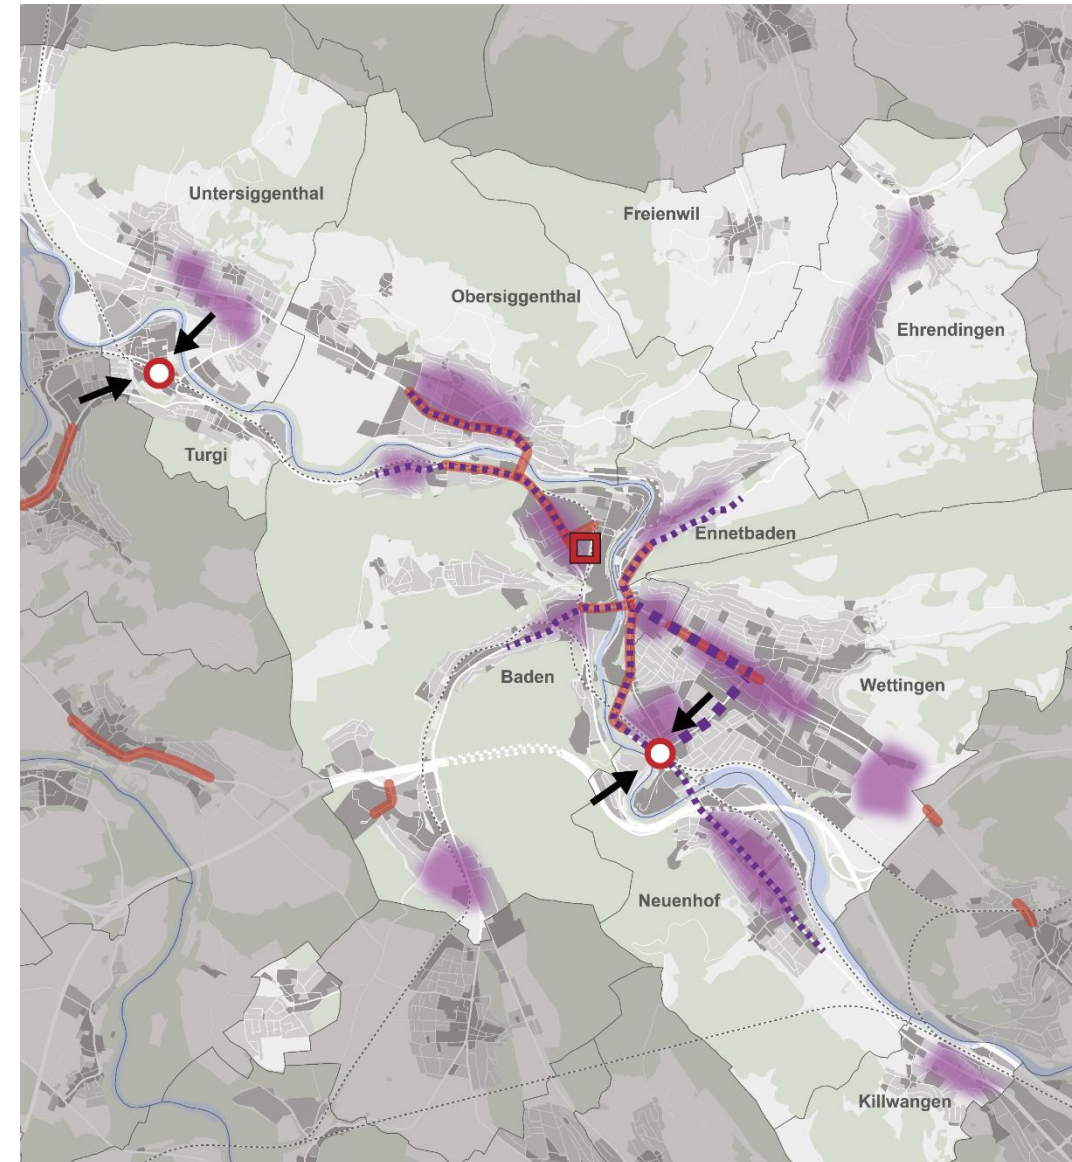 Untersiggenthal
Freienwil
Obersiggenthal
Ehrendingen
Turgi
Ennetbaden
Baden
Wettingen
Neuenhof
Killwangen